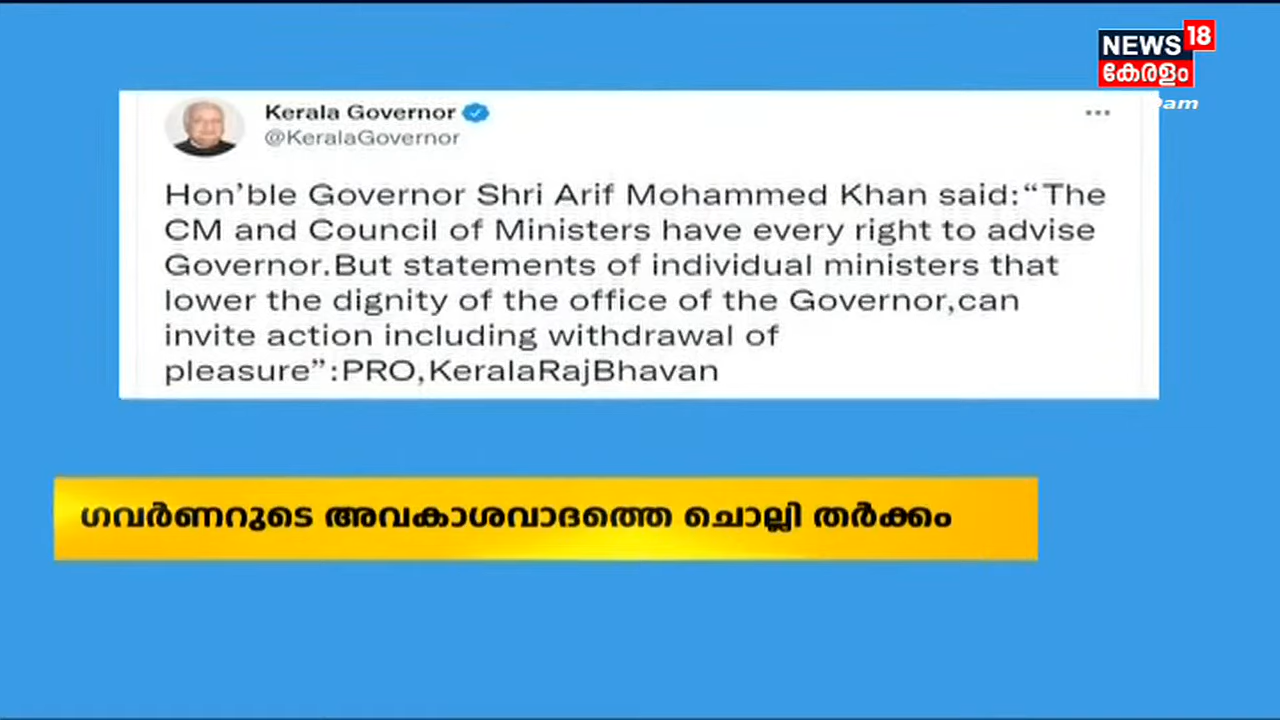 NEWS 18
കേരളം
Kerala Governor
@KeralaGovernor
Hon’ble Governor Shri Arif Mohammed Khan said:“The
CM and Council of Ministers have every right to advise
Governor.But statements of individual ministers that
lower the dignity of the office of the Governor,can
invite action including withdrawal of
pleasure”:PRO,KeralaRajBhavan
ഗവർണറുടെ അവകാശവാദത്തെ ചൊല്ലി തർക്കം